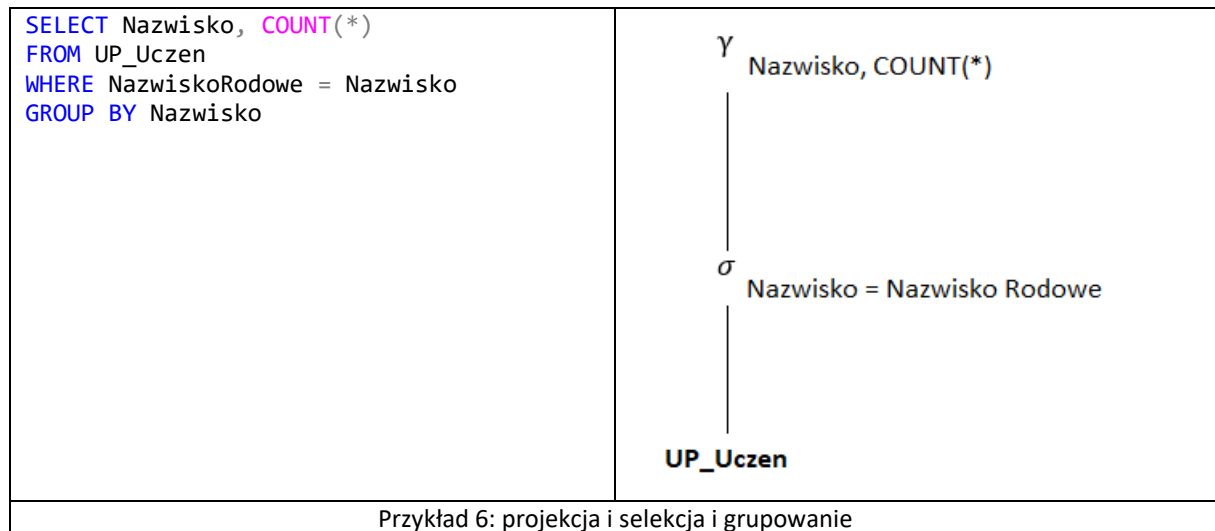 SELECT Nazwisko, COUNT(*)
FROM UP_Uczen
WHERE NazwiskoRodowe = Nazwisko
GROUP BY Nazwisko
γ
Nazwisko, COUNT(*)
σ
Nazwisko = Nazwisko Rodowe
UP_Uczen
Przykład 6: projekcja i selekcja i grupowanie